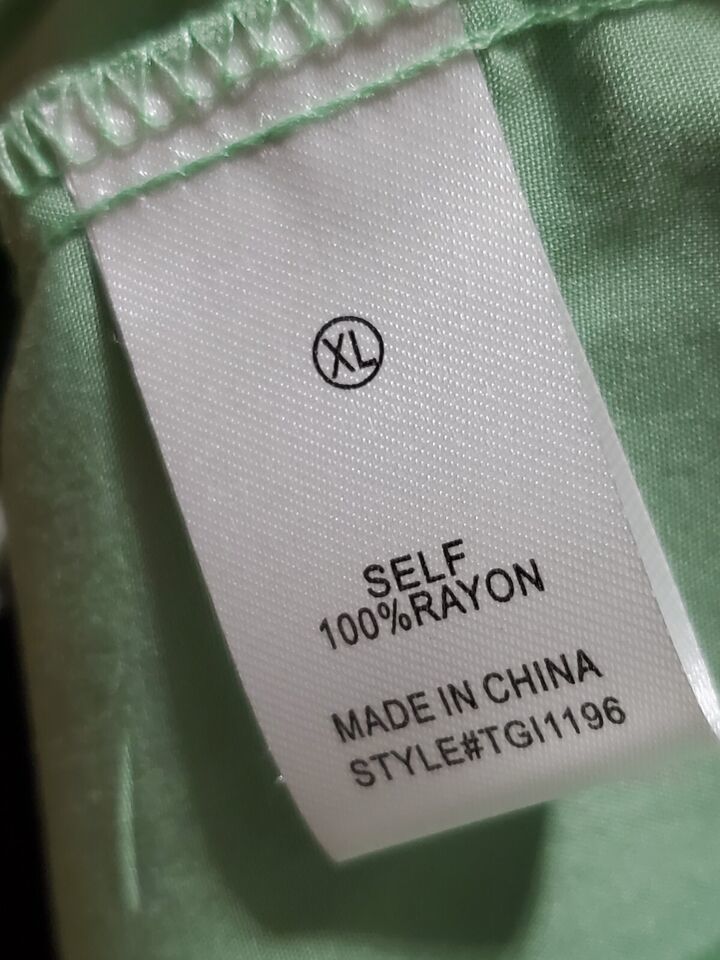 XL
SELF
100%RAYON
MADE IN CHINA
STYLE#TGI1196